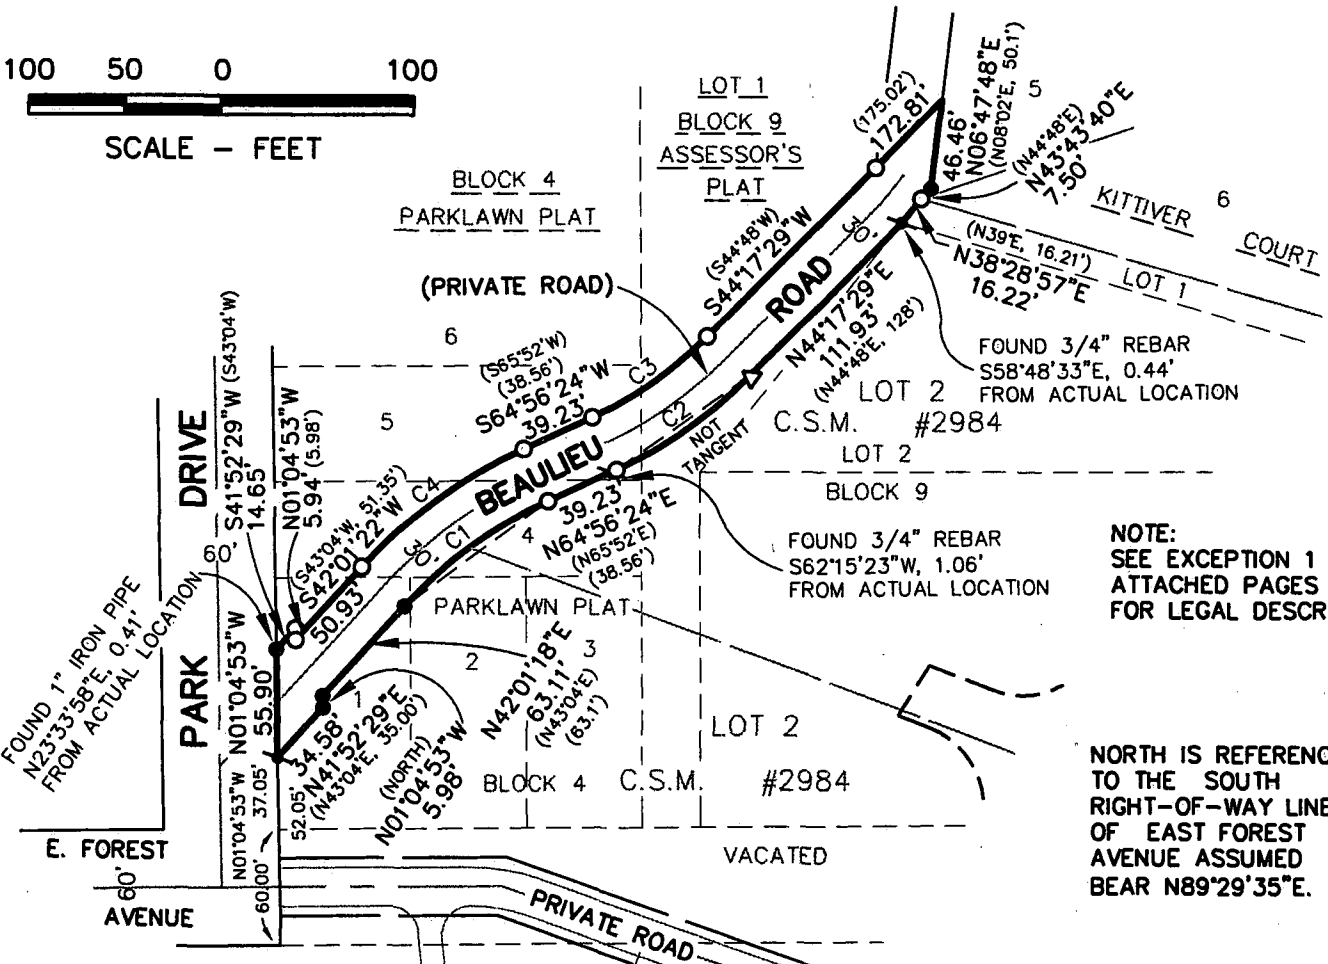 100 50 0 100
SCALE – FEET
LOT 1
BLOCK 9
ASSESSOR'S
PLAT
BLOCK 4
PARKLAWN PLAT
(PRIVATE ROAD)
(175.02')
172.81'
46.46'
N06°47'48"E
(N08°02'E, 50.1')
5
(N44°48'E)
N43°43'40"E
7.50'
KITTIVER
COURT
6
(N39°E, 16.21')
N38°28'57"E
16.22'
LOT 1
(S44°48'W)
S44°17'29"W
30'
ROAD
N44°17'29"E
111.93'
(N44°48'E, 128')
FOUND 3/4" REBAR
S58°48'33"E, 0.44'
FROM ACTUAL LOCATION
LOT 2
C.S.M. #2984
LOT 2
BLOCK 9
6
(S65°52'W)
(38.56')
S64°56'24"W
39.23'
C3
C2
NOT
TANGENT
5
BEAULIEU
C4
C1
30'
4
39.23'
N64°56'24"E
(N65°52'E)
(38.56')
FOUND 3/4" REBAR
S62°15'23"W, 1.06'
FROM ACTUAL LOCATION
NOTE:
SEE EXCEPTION 1
ATTACHED PAGES
FOR LEGAL DESCR
PARK DRIVE
60'
S41°52'29"W (S43°04'W)
14.65'
N01°04'53"W
5.94' (5.98')
(S43°04'W, 51.35')
S42°01'22"W
50.93'
FOUND 1" IRON PIPE
N23°33'58"E, 0.41'
FROM ACTUAL LOCATION
N01°04'53"W
55.90'
PARKLAWN PLAT
1
2
3
N42°01'18"E
63.11'
(N43°04'E)
(63.1')
34.58'
N41°52'29"E
(N43°04'E, 35.00')
(NORTH)
N01°04'53"W
5.98'
LOT 2
BLOCK 4 C.S.M. #2984
N01°04'53"W
37.05'
52.05'
60.00'
60'
E. FOREST
AVENUE
VACATED
PRIVATE ROAD
NORTH IS REFERENC
TO THE SOUTH
RIGHT-OF-WAY LINE
OF EAST FOREST
AVENUE ASSUMED
BEAR N89°29'35"E.